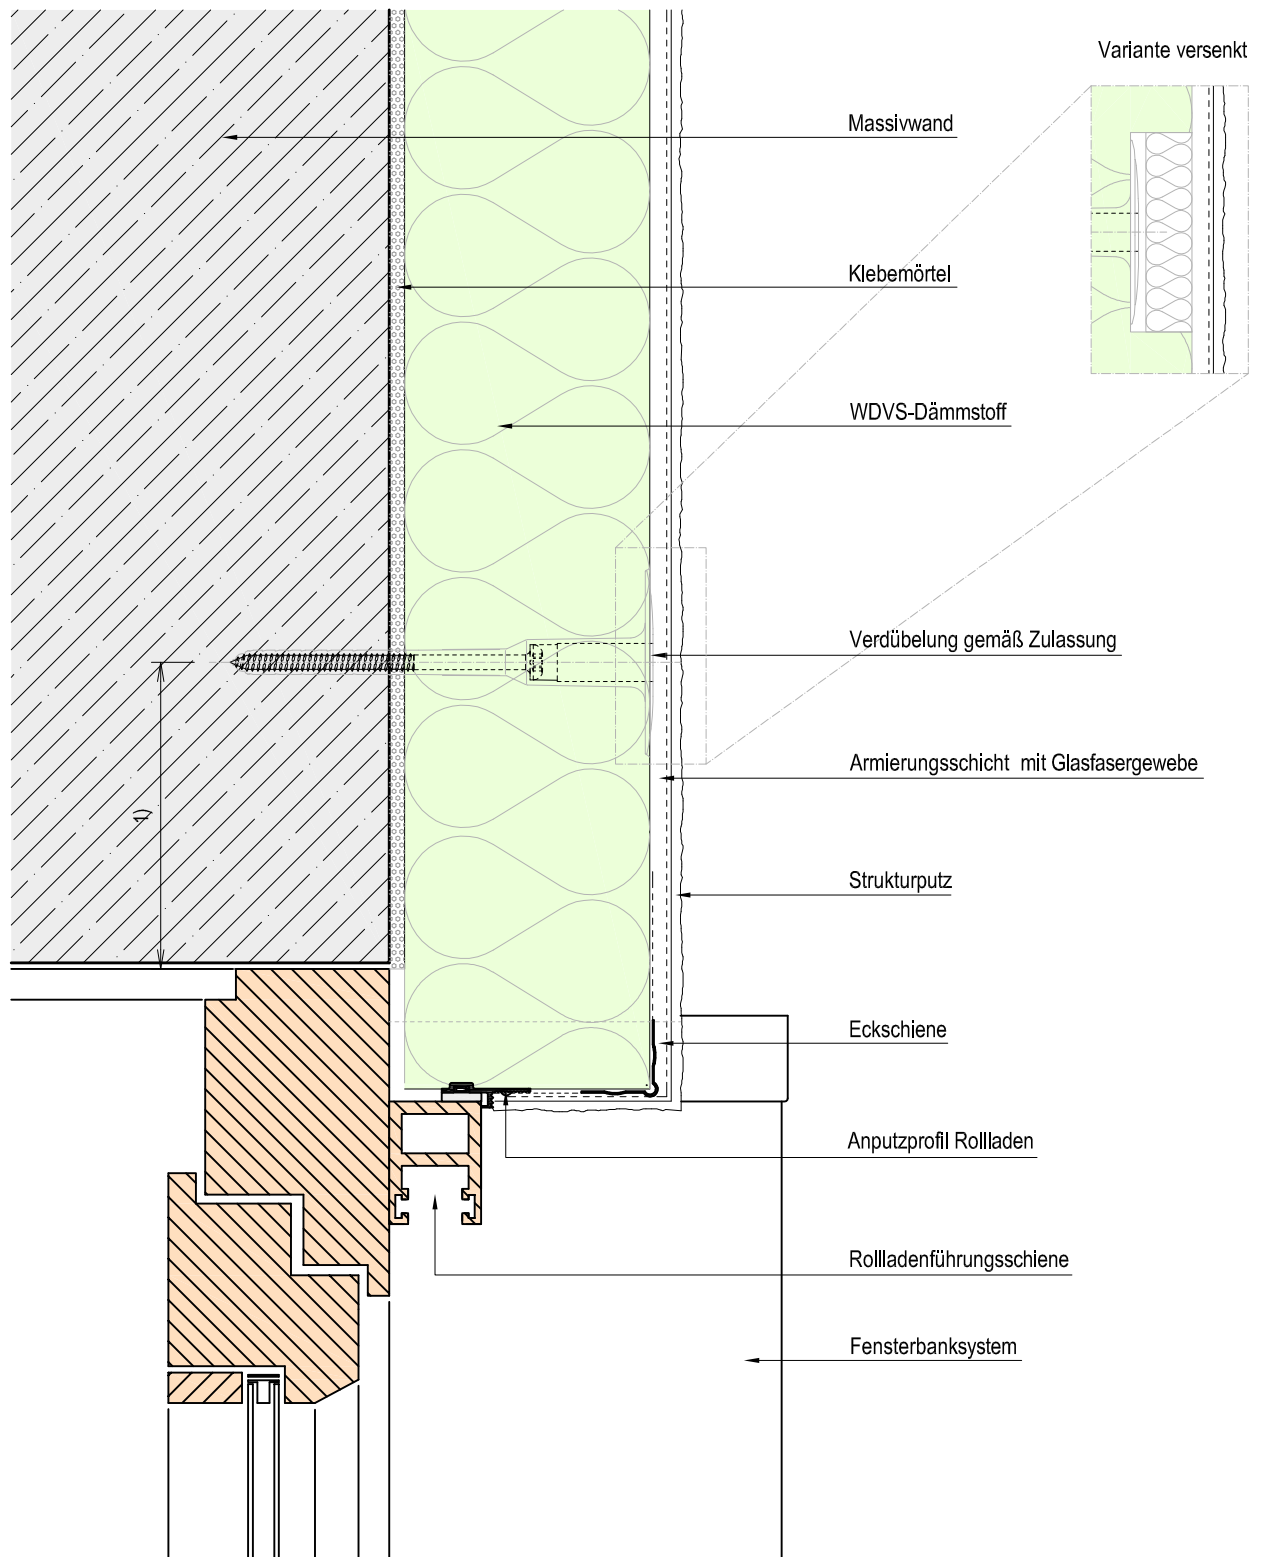 Variante versenkt
Massivwand
Klebemörtel
WDVS-Dämmstoff
Verdübelung gemäß Zulassung
Armierungsschicht mit Glasfasergewebe
1)
Strukturputz
Eckschiene
Anputzprofil Rollladen
Rollladenführungsschiene
Fensterbanksystem